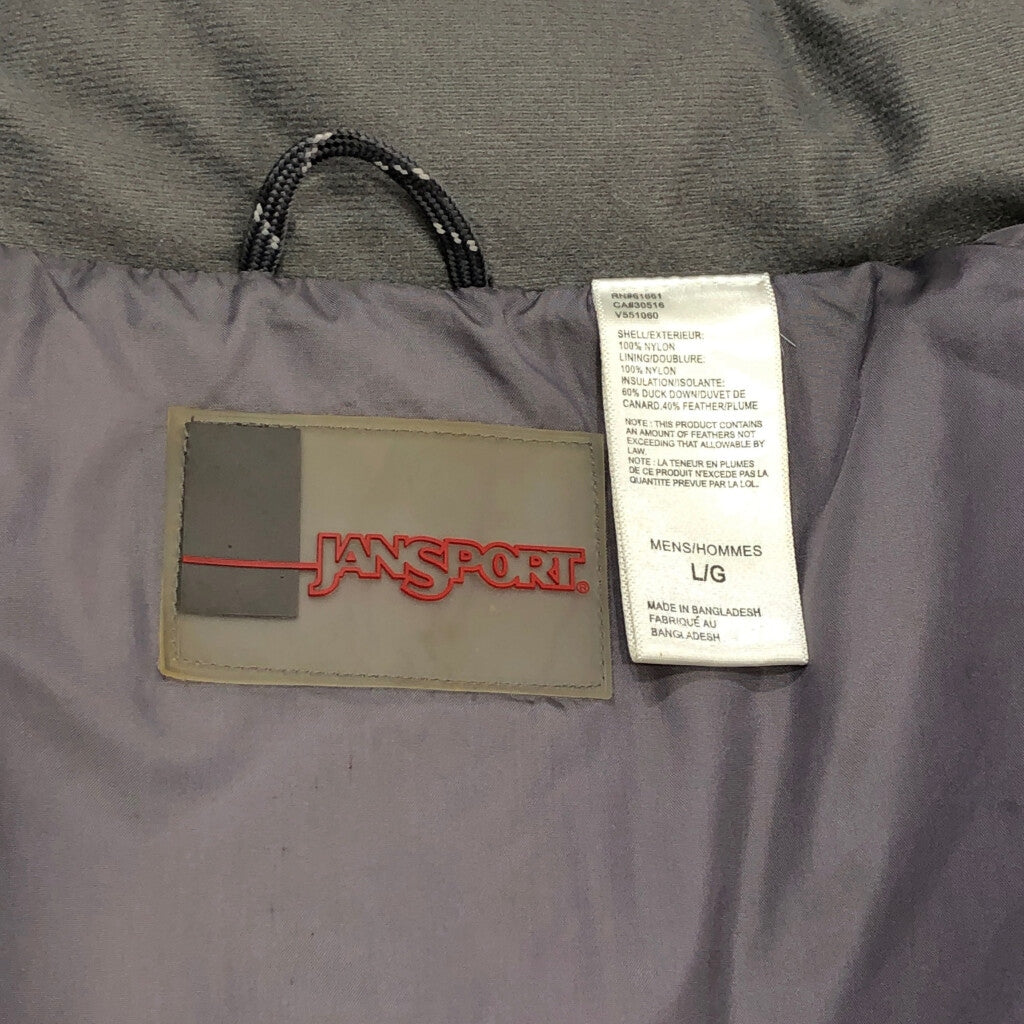 JANSPORT®
RN#61661
CA#30516
V551060
SHELL/EXTERIEUR:
100% NYLON
LINING/DOUBLURE:
100% NYLON
INSULATION/ISOLANTE:
60% DUCK DOWN/DUVET DE
CANARD,40% FEATHER/PLUME
NOTE : THIS PRODUCT CONTAINS
AN AMOUNT OF FEATHERS NOT
EXCEEDING THAT ALLOWABLE BY
LAW.
NOTE : LA TENEUR EN PLUMES
DE CE PRODUIT N'EXCEDE PAS LA
QUANTITE PREVUE PAR LA LOL.
MENS/HOMMES
L/G
MADE IN BANGLADESH
FABRIQUÉ AU
BANGLADESH